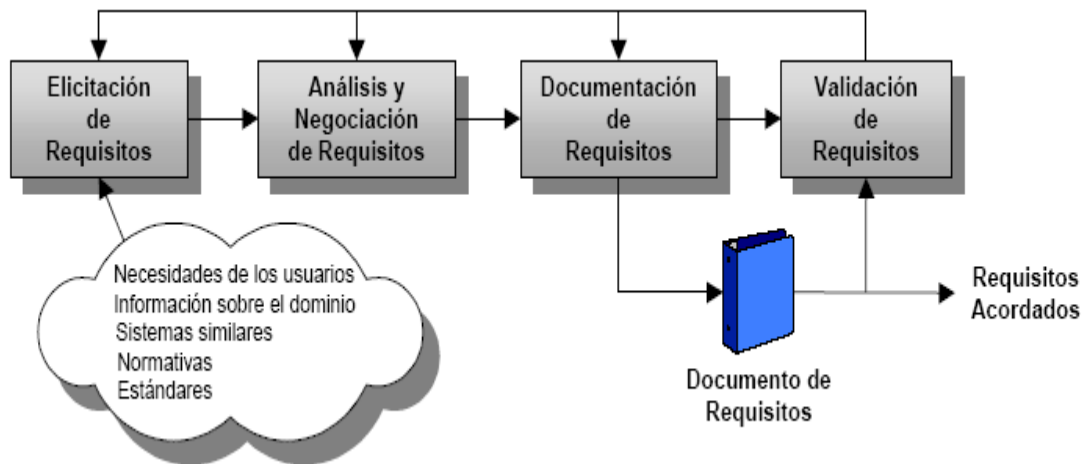 Elicitación
de
Requisitos
Análisis y
Negociación
de Requisitos
Documentación
de
Requisitos
Validación
de
Requisitos
Necesidades de los usuarios
Información sobre el dominio
Sistemas similares
Normativas
Estándares
Documento de
Requisitos
Requisitos
Acordados